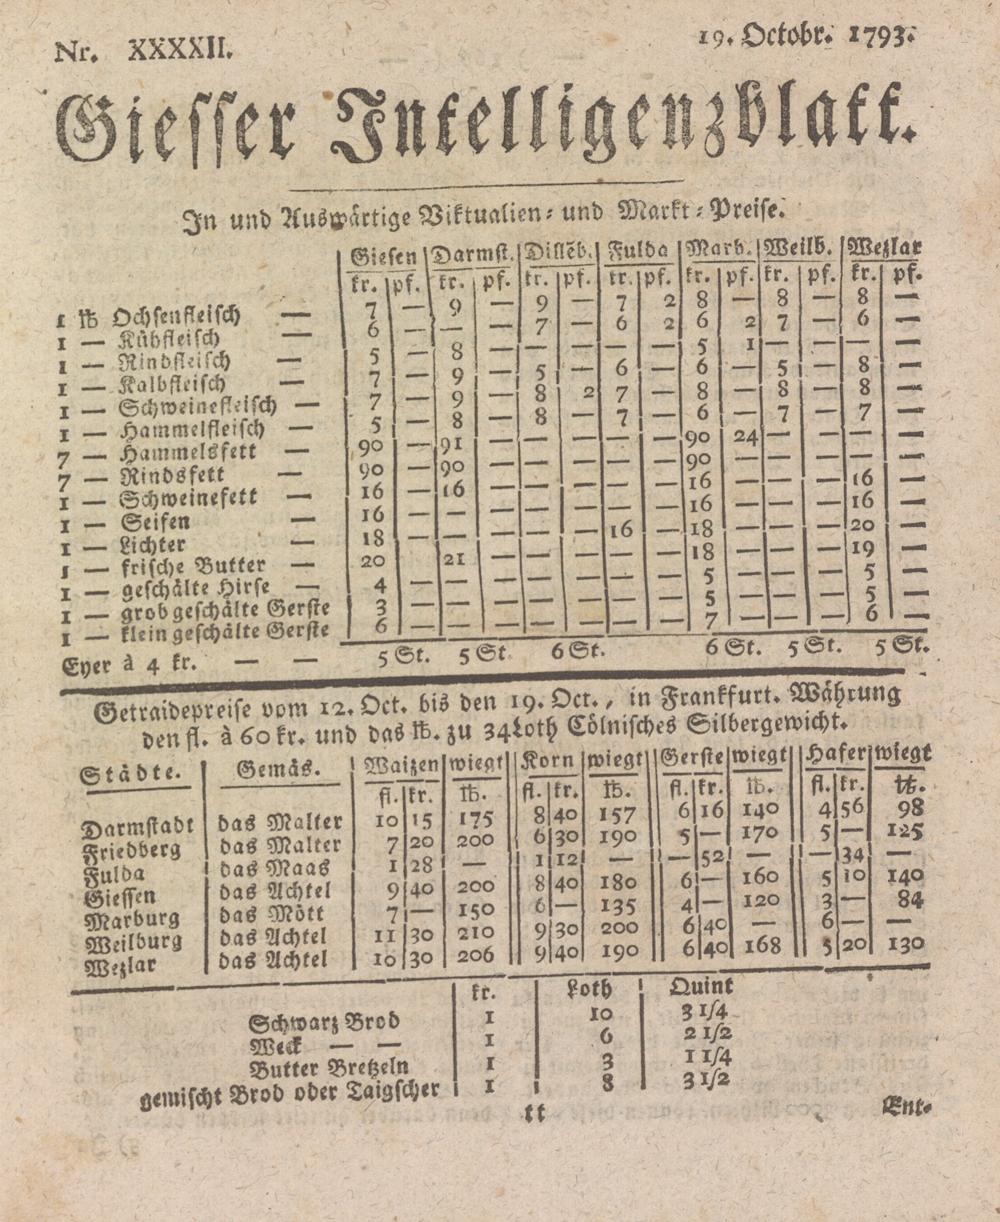 Nr. XXXXII. 19. Octobr. 1793.
Giesser Intelligenzblatt.
In und Auswärtige Viktualien- und Markt-Preise.
Giesen Darmst. Dilleb. Fulda Marb. Weilb. Wezlar
kr. pf. kr. pf. kr. pf. kr. pf. kr. pf. kr. pf. kr. pf.
1 ℔ Ochsenfleisch — 7 — 9 — 9 — 7 2 8 — 8 — 8 —
1 — Kühfleisch — 6 — — — 7 — 6 2 6 2 7 — 6 —
1 — Rindfleisch — 5 — 8 — — — — — 5 1 — — — —
1 — Kalbfleisch — 7 — 9 — 5 — 6 — 6 — 5 — 8 —
1 — Schweinefleisch — 7 — 9 — 8 2 7 — 8 — 8 — 8 —
1 — Hammelfleisch — 5 — 8 — 8 — 7 — 6 — 7 — 7 —
7 — Hammelsfett — 90 — 91 — — — — — 90 24 — — — —
7 — Rindsfett — 90 — 90 — — — — — 90 — — — — —
1 — Schweinefett — 16 — 16 — — — — — 16 — — — 16 —
1 — Seifen — 16 — — — — — — — 16 — — — 16 —
1 — Lichter — 18 — — — — — 16 — 18 — — — 20 —
1 — frische Butter — 20 — 21 — — — — — 18 — — — 19 —
1 — geschälte Hirse — 4 — — — — — — — 5 — — — 5 —
1 — grob geschälte Gerste 3 — — — — — — — 5 — — — 5 —
1 — klein geschälte Gerste 6 — — — — — — — 7 — — — 6 —
Eyer à 4 kr. — — 5 St. 5 St. 6 St. 6 St. 5 St. 5 St.
Getraidepreise vom 12. Oct. bis den 19. Oct., in Frankfurt. Währung
den fl. à 60 kr. und das ℔. zu 34 Loth Cölnisches Silbergewicht.
Städte. Gemäs. Waizen wiegt Korn wiegt Gerste wiegt Hafer wiegt
fl. kr. ℔. fl. kr. ℔. fl. kr. ℔. fl. kr. ℔.
Darmstadt das Malter 10 15 175 8 40 157 6 16 140 4 56 98
Friedberg das Malter 7 20 200 6 30 190 5 — 170 5 — 125
Fulda das Maas 1 28 — 1 12 — — 52 — — 34 —
Giessen das Achtel 9 40 200 8 40 180 6 — 160 5 10 140
Marburg das Mött 7 — 150 6 — 135 4 — 120 3 — 84
Weilburg das Achtel 11 30 210 9 30 200 6 40 — 6 — —
Wezlar das Achtel 10 30 206 9 40 190 6 40 168 5 20 130
kr. Loth Quint
Schwarz Brod 1 10 3 1/4
Weck — — 1 6 2 1/2
Butter Bretzeln 1 3 1 1/4
gemischt Brod oder Taigscher 1 8 3 1/2
tt Ent-